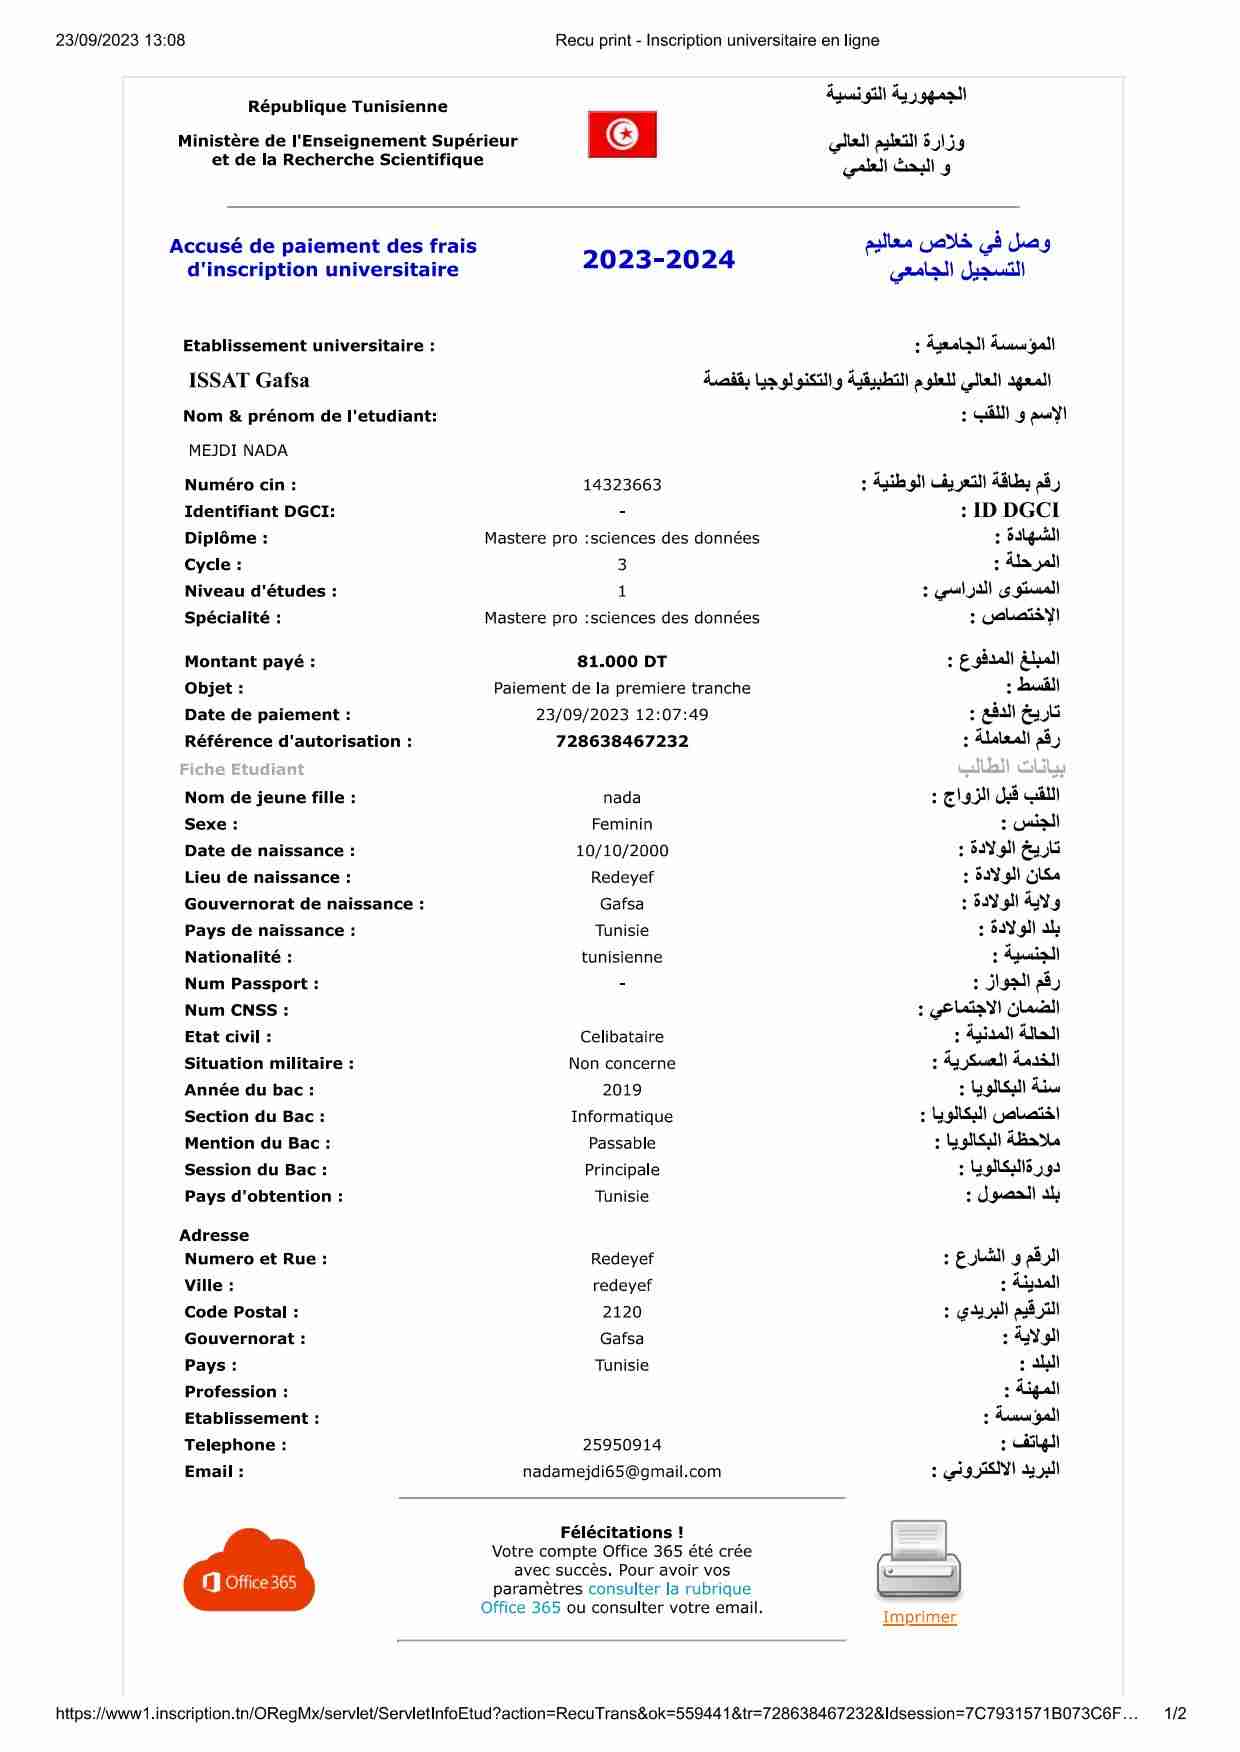 23/09/2023 13:08 Recu print - Inscription universitaire en ligne
République Tunisienne الجمهورية التونسية
Ministère de l'Enseignement Supérieur وزارة التعليم العالي
et de la Recherche Scientifique و البحث العلمي
Accusé de paiement des frais 2023-2024 وصل في خلاص معاليم
d'inscription universitaire التسجيل الجامعي
Etablissement universitaire : المؤسسة الجامعية :
ISSAT Gafsa المعهد العالي للعلوم التطبيقية والتكنولوجيا بقفصة
Nom & prénom de l'etudiant: الإسم و اللقب :
MEJDI NADA
Numéro cin : 14323663 رقم بطاقة التعريف الوطنية :
Identifiant DGCI: - ID DGCI :
Diplôme : Mastere pro :sciences des données الشهادة :
Cycle : 3 المرحلة :
Niveau d'études : 1 المستوى الدراسي :
Spécialité : Mastere pro :sciences des données الإختصاص :
Montant payé : 81.000 DT المبلغ المدفوع :
Objet : Paiement de la premiere tranche القسط :
Date de paiement : 23/09/2023 12:07:49 تاريخ الدفع :
Référence d'autorisation : 728638467232 رقم المعاملة :
Fiche Etudiant بيانات الطالب
Nom de jeune fille : nada اللقب قبل الزواج :
Sexe : Feminin الجنس :
Date de naissance : 10/10/2000 تاريخ الولادة :
Lieu de naissance : Redeyef مكان الولادة :
Gouvernorat de naissance : Gafsa ولاية الولادة :
Pays de naissance : Tunisie بلد الولادة :
Nationalité : tunisienne الجنسية :
Num Passport : - رقم الجواز :
Num CNSS : الضمان الاجتماعي :
Etat civil : Celibataire الحالة المدنية :
Situation militaire : Non concerne الخدمة العسكرية :
Année du bac : 2019 سنة البكالويا :
Section du Bac : Informatique اختصاص البكالويا :
Mention du Bac : Passable ملاحظة البكالويا :
Session du Bac : Principale دورةالبكالويا :
Pays d'obtention : Tunisie بلد الحصول :
Adresse
Numero et Rue : Redeyef الرقم و الشارع :
Ville : redeyef المدينة :
Code Postal : 2120 الترقيم البريدي :
Gouvernorat : Gafsa الولاية :
Pays : Tunisie البلد :
Profession : المهنة :
Etablissement : المؤسسة :
Telephone : 25950914 الهاتف :
Email : nadamejdi65@gmail.com البريد الالكتروني :
Félécitations !
Votre compte Office 365 été crée
avec succès. Pour avoir vos
paramètres consulter la rubrique
Office 365 ou consulter votre email.
Office 365
Imprimer
https://www1.inscription.tn/ORegMx/servlet/ServletInfoEtud?action=RecuTrans&ok=559441&tr=728638467232&Idsession=7C7931571B073C6F… 1/2